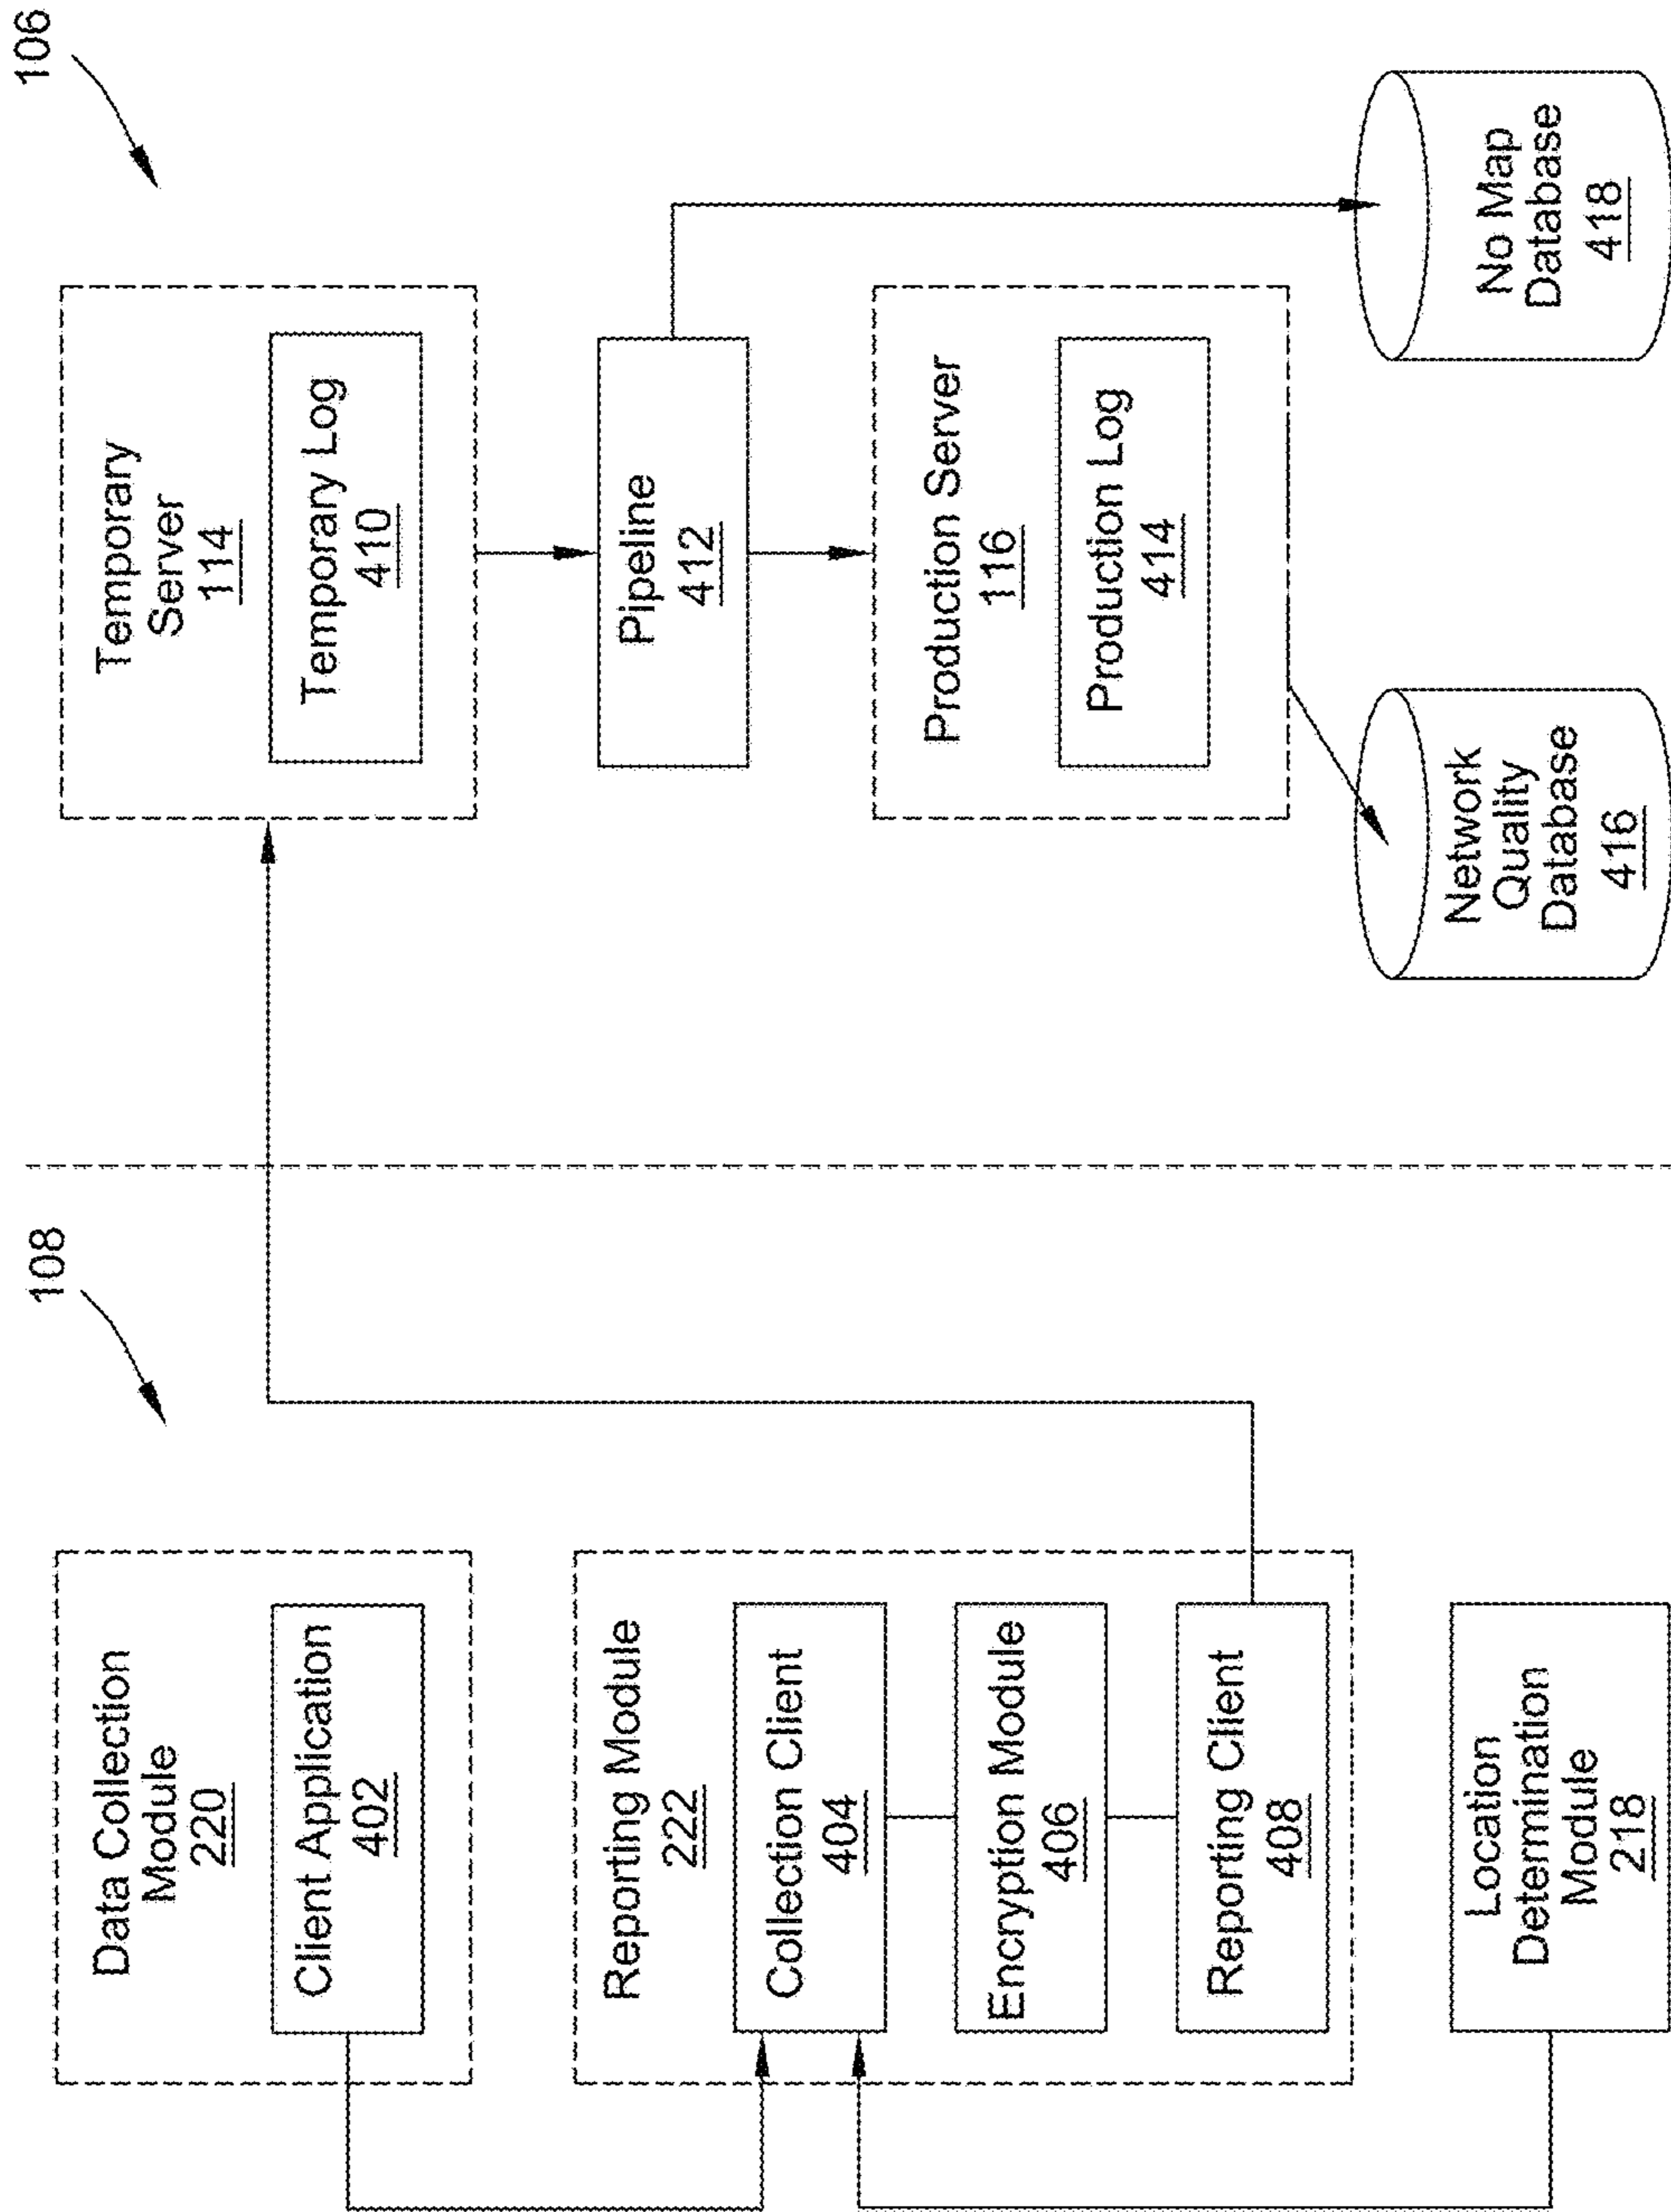 108
Data Collection
Module
220
Client Application
402
Reporting Module
222
Collection Client
404
Encryption Module
406
Reporting Client
408
Location
Determination
Module
218
106
Temporary
Server
114
Temporary Log
410
Pipeline
412
Production Server
116
Production Log
414
Network
Quality
Database
416
No Map
Database
418